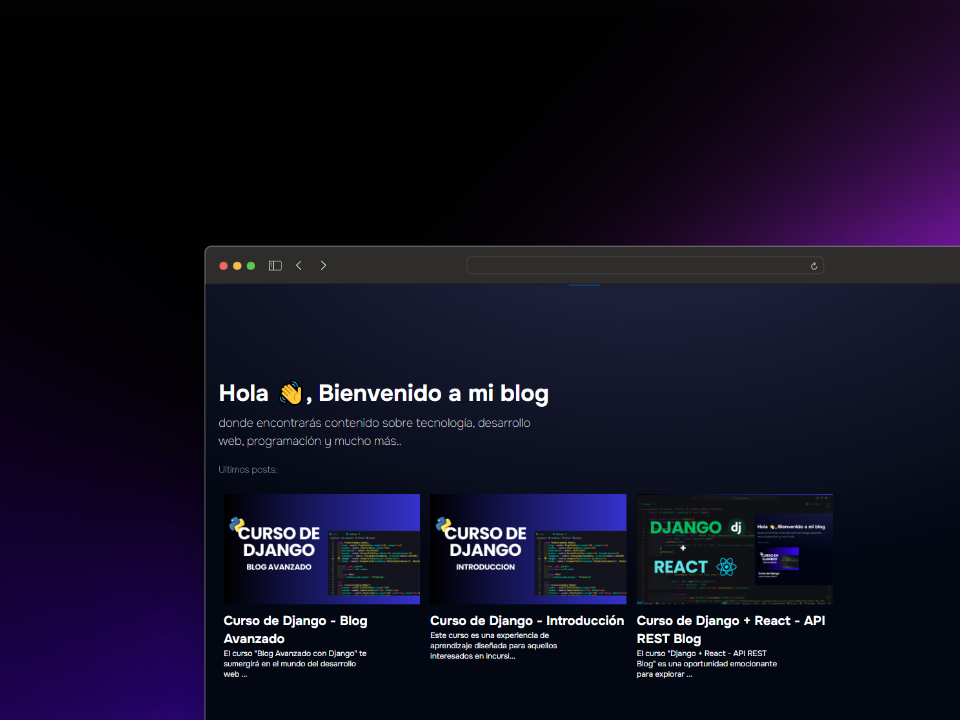 Hola 👋, Bienvenido a mi blog
donde encontrarás contenido sobre tecnología, desarrollo
web, programación y mucho más..
Ultimos posts:
CURSO DE
DJANGO
BLOG AVANZADO
CURSO DE
DJANGO
INTRODUCCION
DJANGO dj
+
REACT
Hola 👋, Bienvenido a mi blog
Curso de Django - Blog
Avanzado
El curso "Blog Avanzado con Django" te
sumergirá en el mundo del desarrollo
web ...
Curso de Django - Introducción
Este curso es una experiencia de
aprendizaje diseñada para aquellos
interesados en incursi...
Curso de Django + React - API
REST Blog
El curso "Django + React - API REST
Blog" es una oportunidad emocionante
para explorar ...